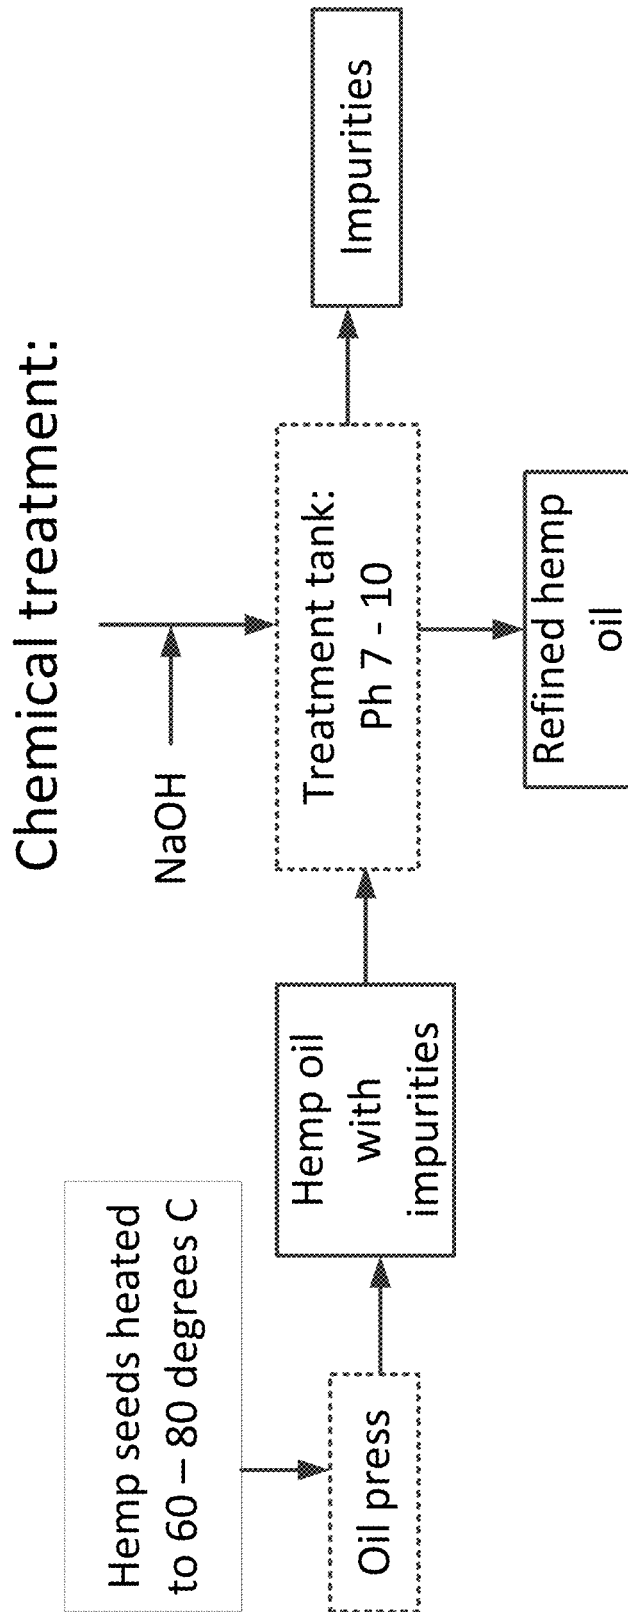 Chemical treatment:
Hemp seeds heated
to 60 – 80 degrees C
Oil press
Hemp oil
with
impurities
NaOH
Treatment tank:
Ph 7 - 10
Impurities
Refined hemp
oil